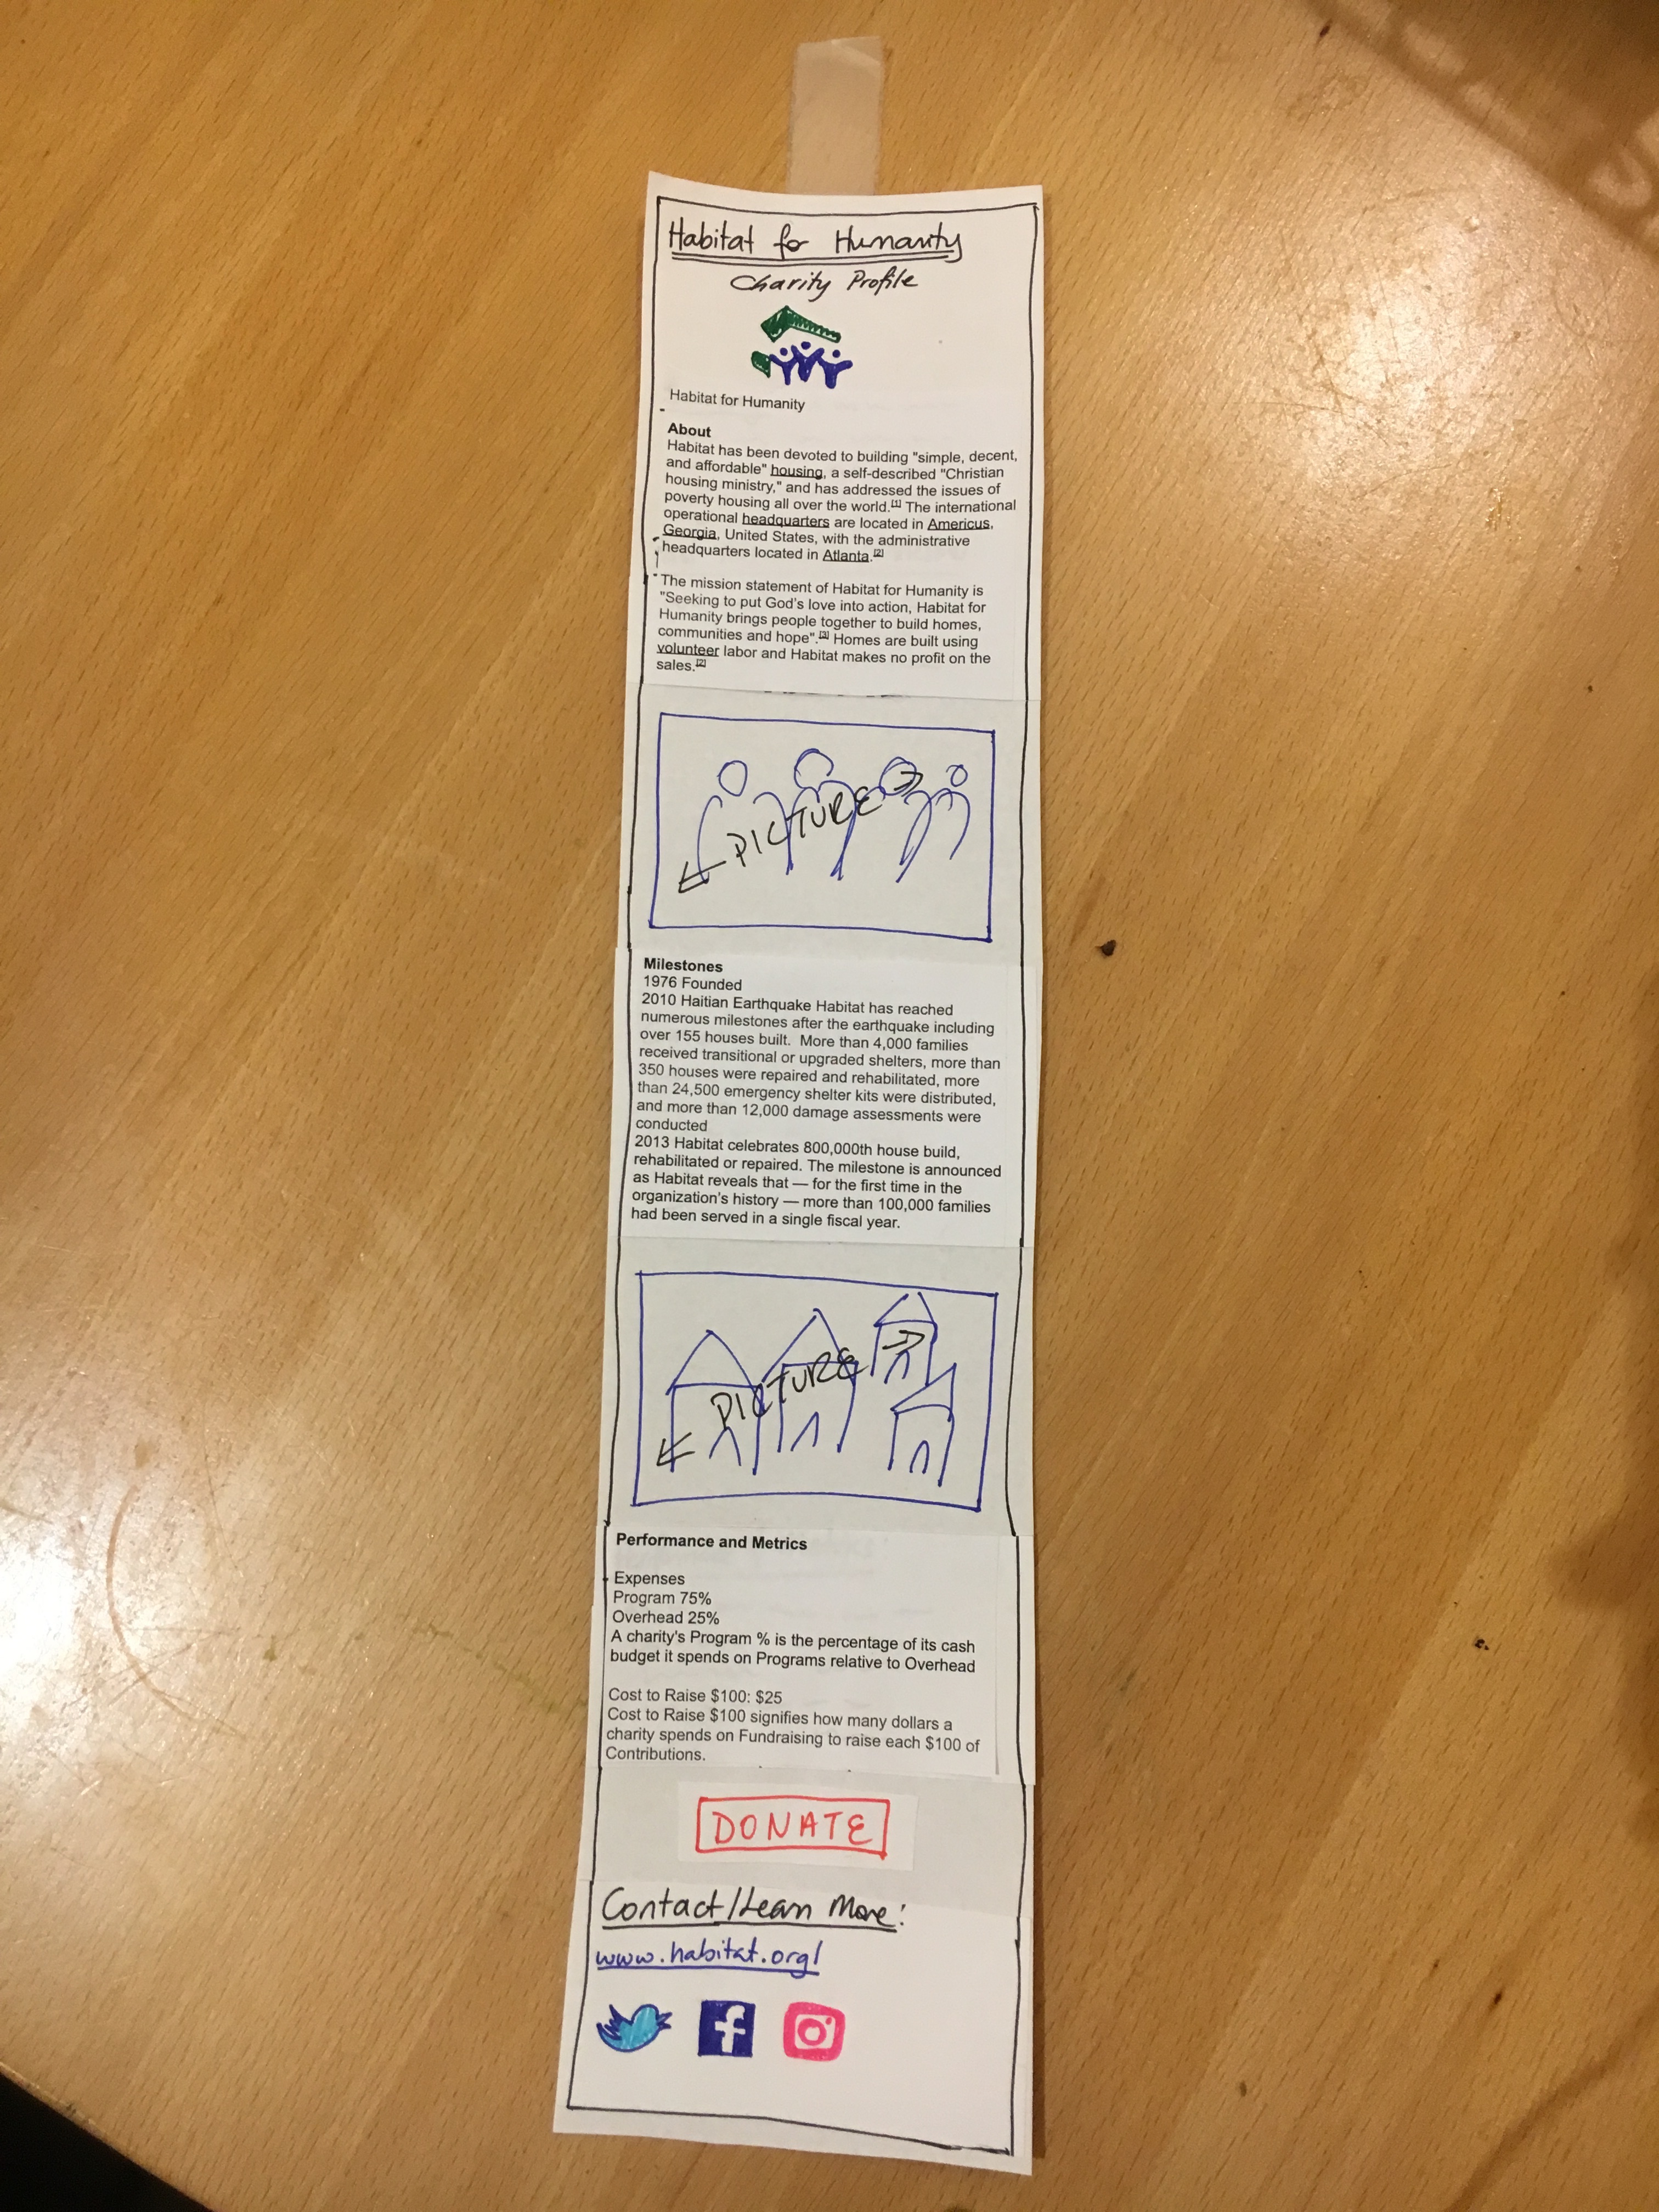 Habitat for Humanity
Charity Profile
Habitat for Humanity
About
Habitat has been devoted to building "simple, decent,
and affordable" housing, a self-described "Christian
housing ministry," and has addressed the issues of
poverty housing all over the world.[1] The international
operational headquarters are located in Americus,
Georgia, United States, with the administrative
headquarters located in Atlanta.[2]
The mission statement of Habitat for Humanity is
"Seeking to put God's love into action, Habitat for
Humanity brings people together to build homes,
communities and hope".[3] Homes are built using
volunteer labor and Habitat makes no profit on the
sales.[2]
PICTURE
Milestones
1976 Founded
2010 Haitian Earthquake Habitat has reached
numerous milestones after the earthquake including
over 155 houses built.  More than 4,000 families
received transitional or upgraded shelters, more than
350 houses were repaired and rehabilitated, more
than 24,500 emergency shelter kits were distributed,
and more than 12,000 damage assessments were
conducted
2013 Habitat celebrates 800,000th house build,
rehabilitated or repaired. The milestone is announced
as Habitat reveals that — for the first time in the
organization's history — more than 100,000 families
had been served in a single fiscal year.
PICTURE
Performance and Metrics
Expenses
Program 75%
Overhead 25%
A charity's Program % is the percentage of its cash
budget it spends on Programs relative to Overhead
Cost to Raise $100: $25
Cost to Raise $100 signifies how many dollars a
charity spends on Fundraising to raise each $100 of
Contributions.
DONATE
Contact/Learn More:
www.habitat.org/
f